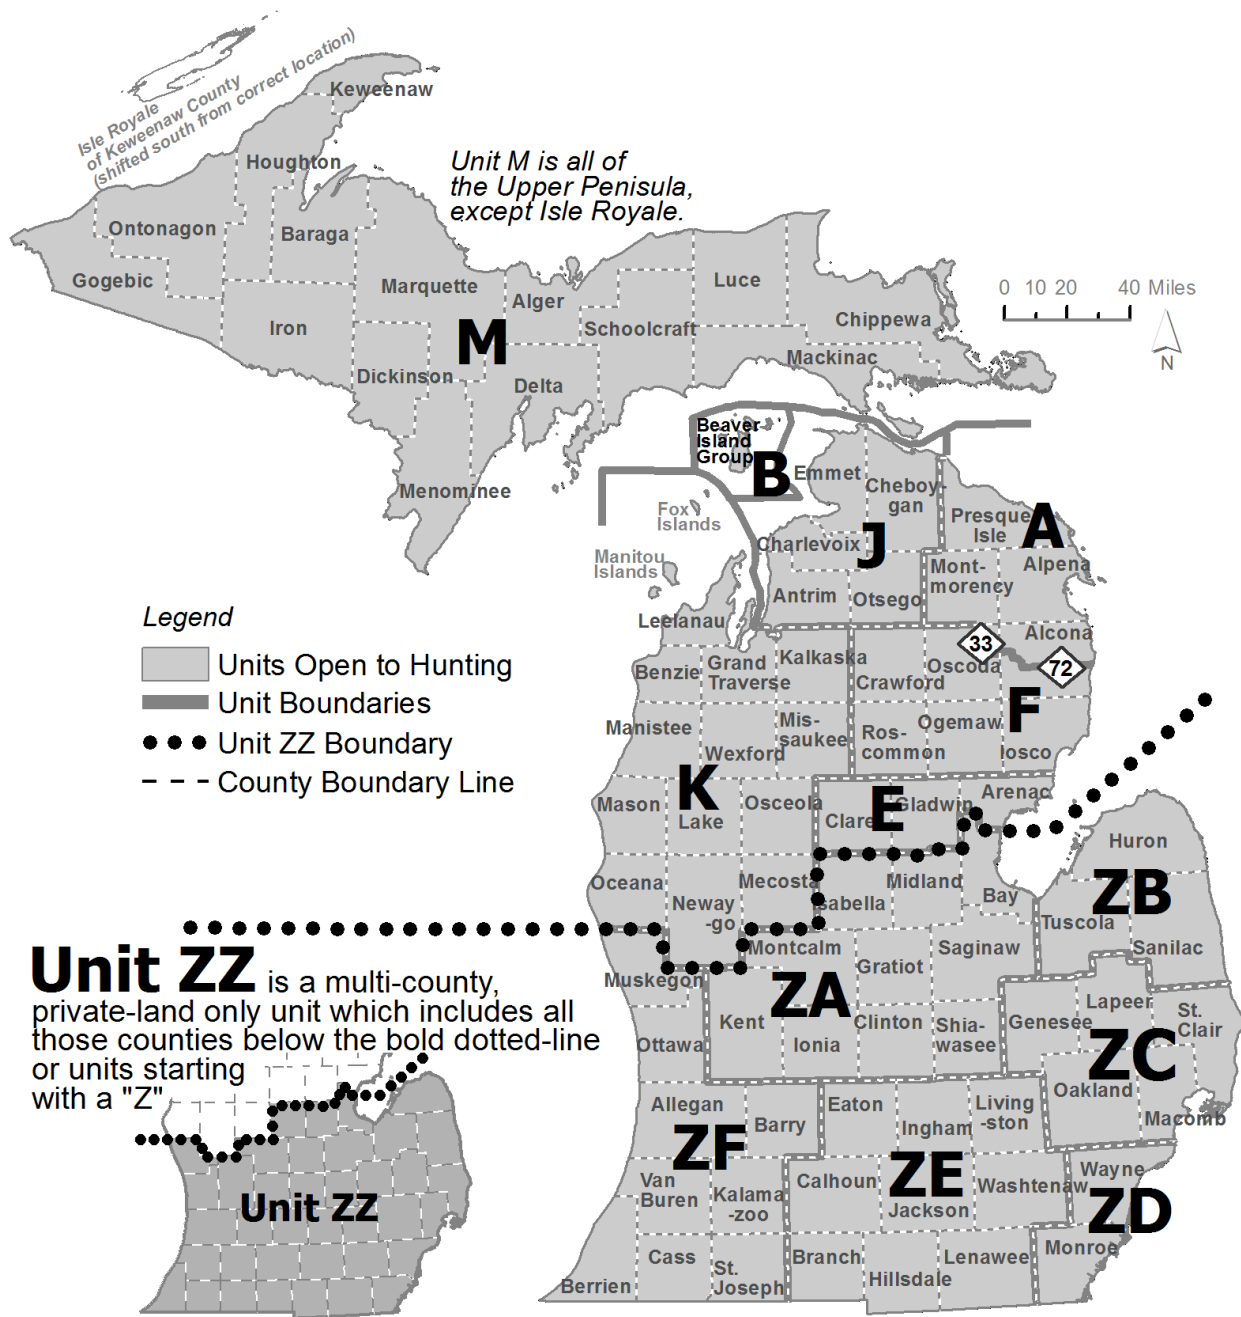 Isle Royale
of Keweenaw County
(shifted south from correct location)
Keweenaw
Houghton
Unit M is all of
the Upper Penisula,
except Isle Royale.
Ontonagon
Baraga
Gogebic
Marquette
Alger
Luce
0 10 20 40 Miles
Iron
Schoolcraft
Chippewa
M
Mackinac
N
Dickinson
Delta
Beaver
Island
Group
B
Emmet
Menominee
Cheboy-
gan
Fox
Islands
Presque
Isle
A
Charlevoix
J
Manitou
Islands
Mont-
morency
Alpena
Antrim
Otsego
Legend
Units Open to Hunting
Unit Boundaries
Unit ZZ Boundary
County Boundary Line
Leelanau
Alcona
33
72
Benzie
Grand
Traverse
Kalkaska
Crawford
Oscoda
F
Manistee
Wexford
Mis-
saukee
Ros-
common
Ogemaw
Iosco
K
Mason
Lake
Osceola
Clare
E
Gladwin
Arenac
Huron
Oceana
Neway
-go
Mecosta
Isabella
Midland
Bay
ZB
Tuscola
Sanilac
Unit ZZ is a multi-county,
private-land only unit which includes all
those counties below the bold dotted-line
or units starting
with a "Z"
Unit ZZ
Muskegon
Montcalm
Gratiot
Saginaw
ZA
Kent
Ionia
Clinton
Shia-
wasee
Genesee
Lapeer
St.
Clair
ZC
Ottawa
Oakland
Macomb
Allegan
Barry
Eaton
Ingham
Living
-ston
ZF
Van
Buren
Kalama
-zoo
Calhoun
ZE
Jackson
Washtenaw
Wayne
ZD
Monroe
Berrien
Cass
St.
Joseph
Branch
Hillsdale
Lenawee